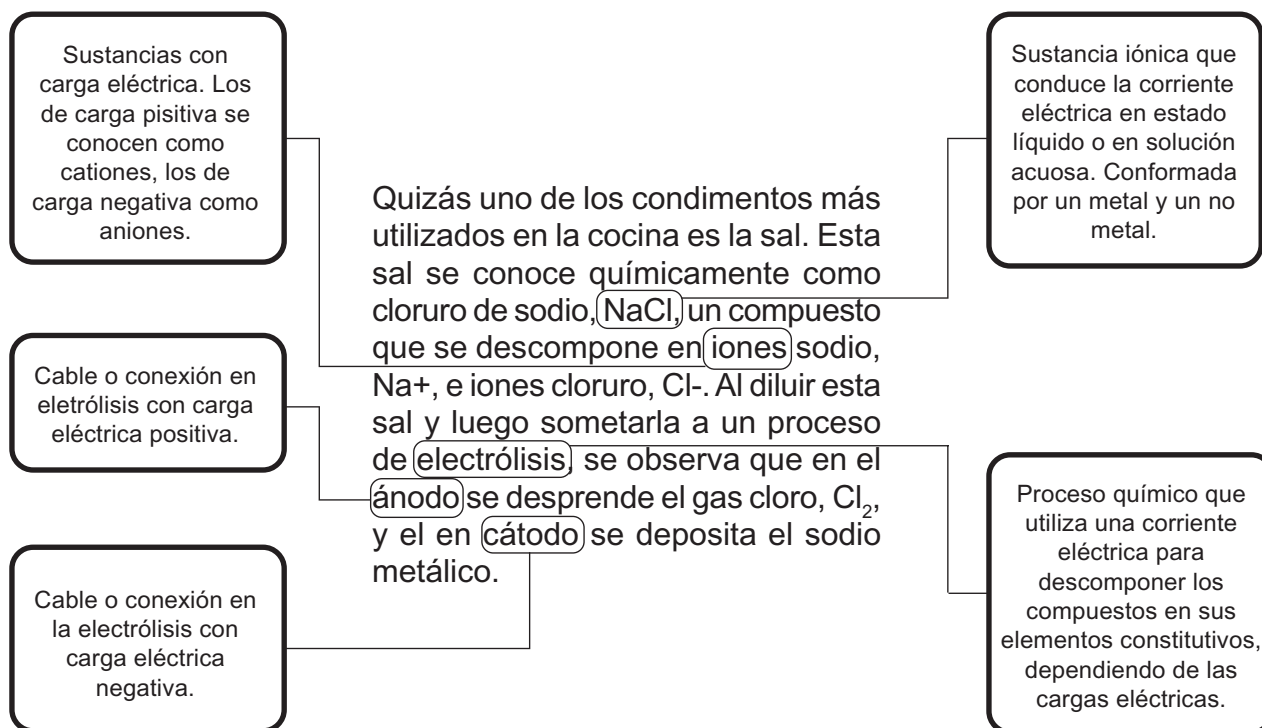 Sustancias con
carga eléctrica. Los
de carga pisitiva se
conocen como
cationes, los de
carga negativa como
aniones.
Cable o conexión en
eletrólisis con carga
eléctrica positiva.
Cable o conexión en
la electrólisis con
carga eléctrica
negativa.
Quizás uno de los condimentos más
utilizados en la cocina es la sal. Esta
sal se conoce químicamente como
cloruro de sodio, NaCl, un compuesto
que se descompone en iones sodio,
Na+, e iones cloruro, Cl-. Al diluir esta
sal y luego sometarla a un proceso
de electrólisis, se observa que en el
ánodo se desprende el gas cloro, Cl₂,
y el en cátodo se deposita el sodio
metálico.
Sustancia iónica que
conduce la corriente
eléctrica en estado
líquido o en solución
acuosa. Conformada
por un metal y un no
metal.
Proceso químico que
utiliza una corriente
eléctrica para
descomponer los
compuestos en sus
elementos constitutivos,
dependiendo de las
cargas eléctricas.